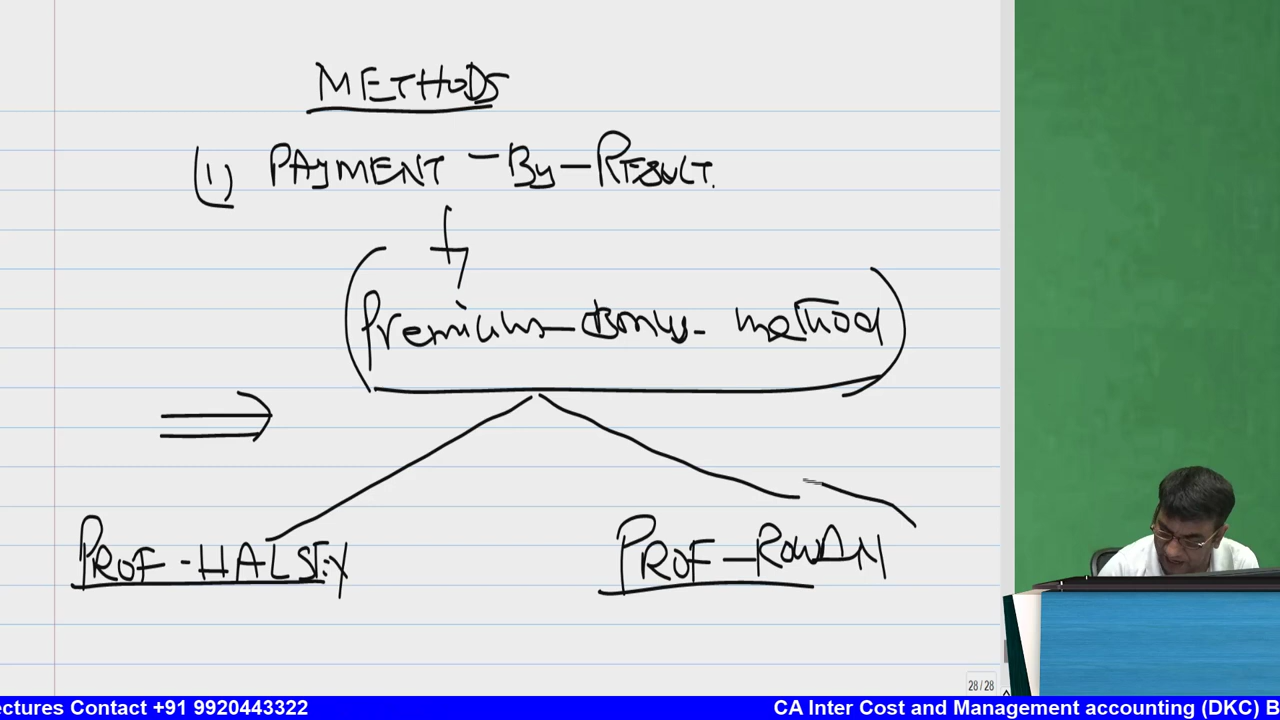 METHODS
(1) PAYMENT-By-RESULT.
(Premium-Bonus-method)
PROF-HALSEY PROF-ROWAN
28/28
ectures Contact +91 9920443322 CA Inter Cost and Management accounting (DKC) B